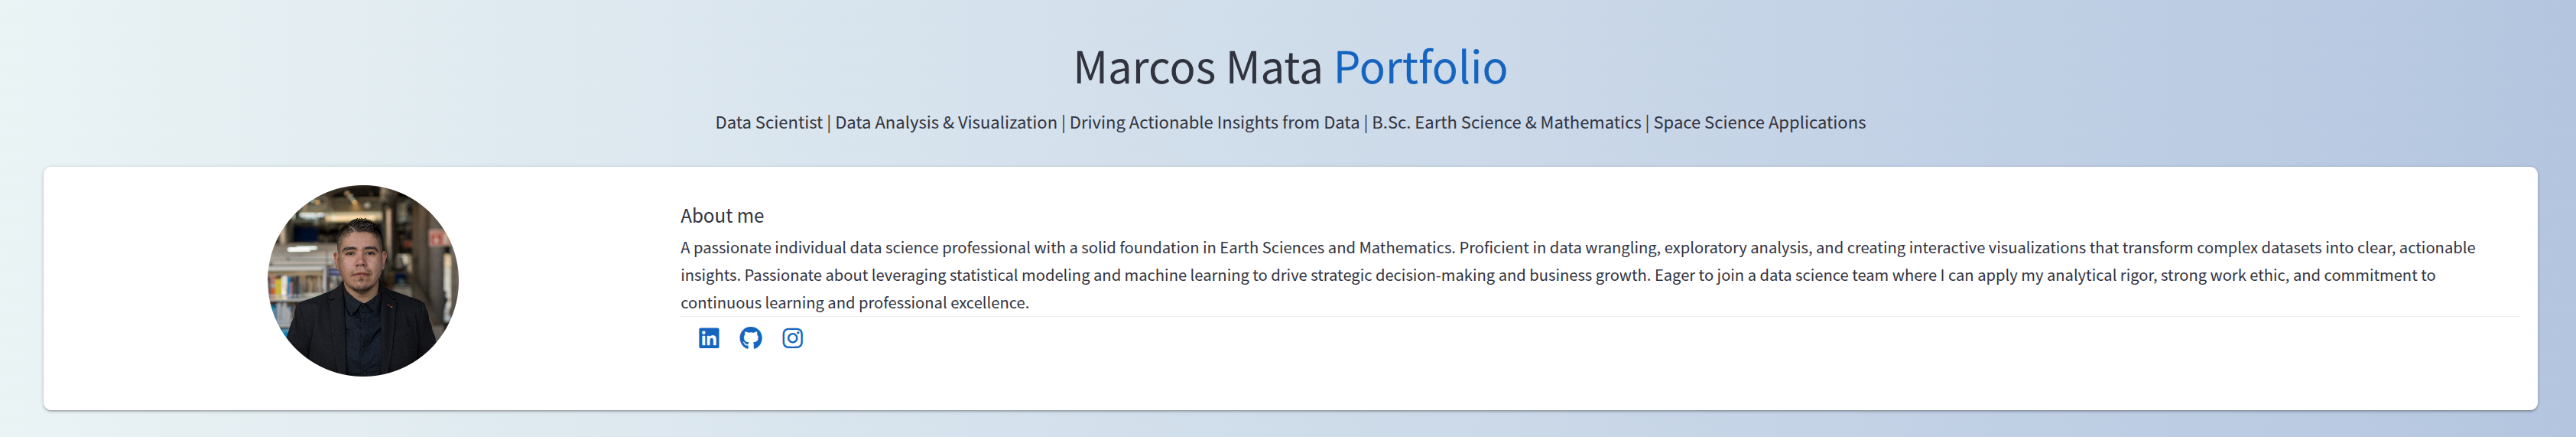 Marcos Mata Portfolio
Data Scientist | Data Analysis & Visualization | Driving Actionable Insights from Data | B.Sc. Earth Science & Mathematics | Space Science Applications
About me
A passionate individual data science professional with a solid foundation in Earth Sciences and Mathematics. Proficient in data wrangling, exploratory analysis, and creating interactive visualizations that transform complex datasets into clear, actionable
insights. Passionate about leveraging statistical modeling and machine learning to drive strategic decision-making and business growth. Eager to join a data science team where I can apply my analytical rigor, strong work ethic, and commitment to
continuous learning and professional excellence.
in